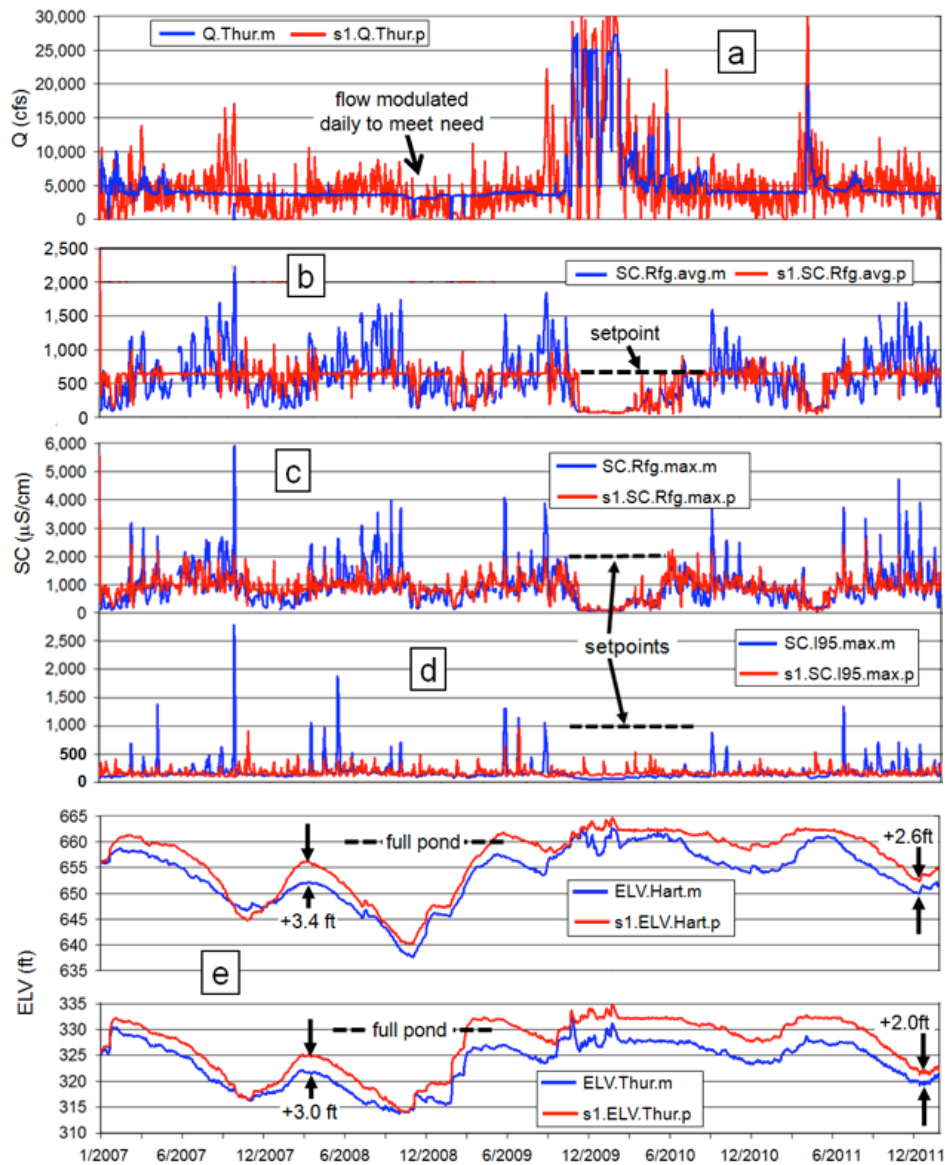 30,000
25,000
20,000
15,000
10,000
5,000
0
Q (cfs)
Q.Thur.m
s1.Q.Thur.p
a
flow modulated
daily to meet need
2,500
2,000
1,500
1,000
500
0
b
SC.Rfg.avg.m
s1.SC.Rfg.avg.p
setpoint
6,000
5,000
4,000
3,000
2,000
1,000
0
SC (µS/cm)
c
SC.Rfg.max.m
s1.SC.Rfg.max.p
setpoints
2,500
2,000
1,500
1,000
500
0
d
SC.I95.max.m
s1.SC.I95.max.p
665
660
655
650
645
640
635
full pond
+3.4 ft
+2.6ft
ELV.Hart.m
s1.ELV.Hart.p
ELV (ft)
e
335
330
325
320
315
310
full pond
+3.0 ft
+2.0ft
ELV.Thur.m
s1.ELV.Thur.p
1/2007
6/2007
12/2007
6/2008
12/2008
6/2009
12/2009
6/2010
12/2010
6/2011
12/2011